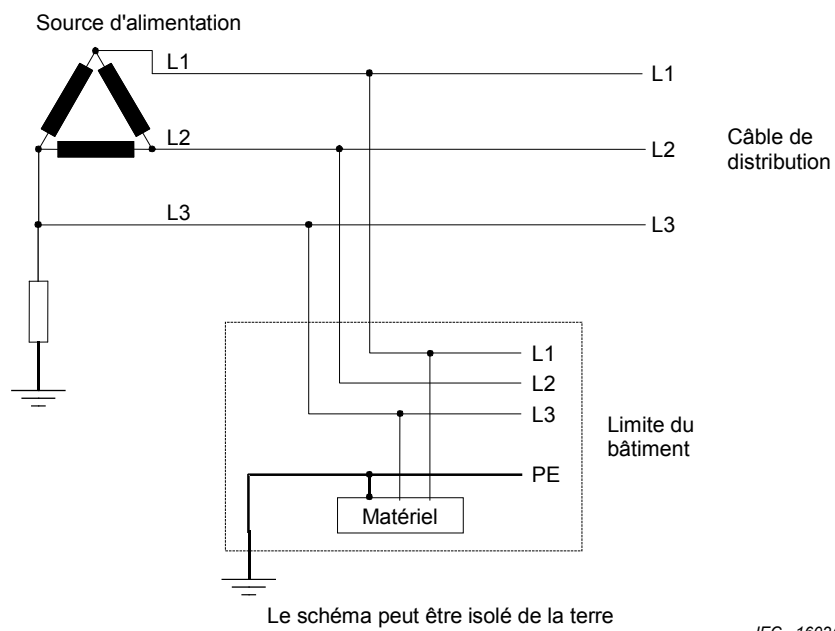 Source d'alimentation
L1
L1
L2
L2
Câble de
distribution
L3
L3
L1
L2
L3
Limite du
bâtiment
PE
Matériel
Le schéma peut être isolé de la terre